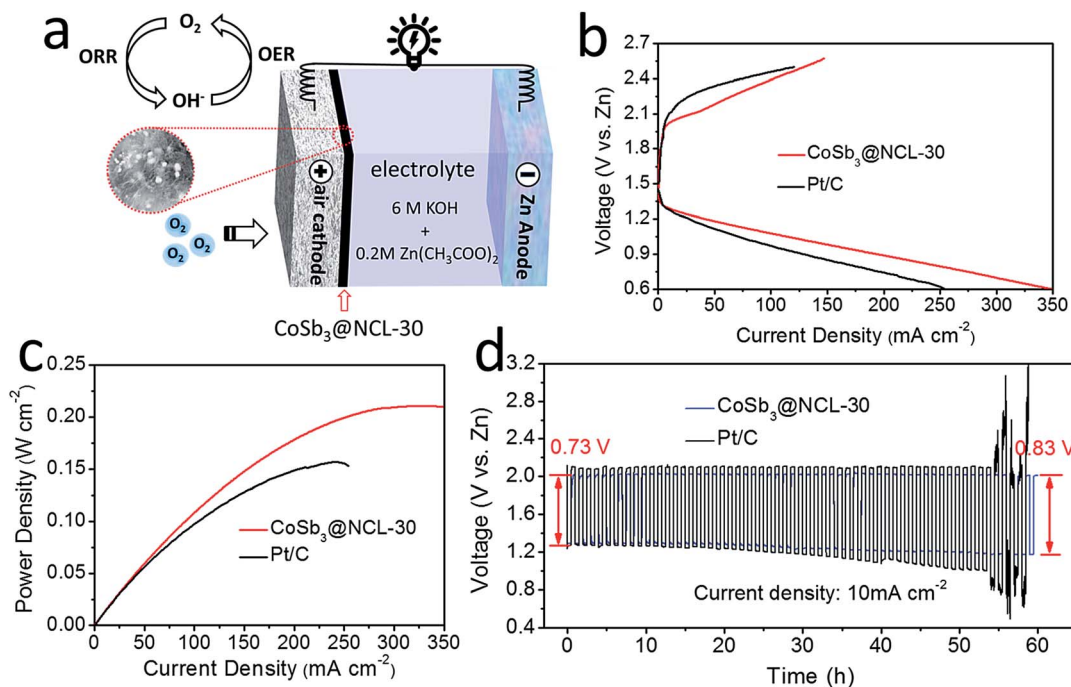 a
O₂
ORR
OER
OH⁻
O₂
O₂
O₂
+
air cathode
electrolyte
6 M KOH
+
0.2M Zn(CH₃COO)₂
−
Zn Anode
CoSb₃@NCL-30
b
2.7
2.4
2.1
1.8
1.5
1.2
0.9
0.6
Voltage (V vs. Zn)
CoSb₃@NCL-30
Pt/C
0 50 100 150 200 250 300 350
Current Density (mA cm⁻²)
c
0.25
0.20
0.15
0.10
0.05
0.00
Power Density (W cm⁻²)
CoSb₃@NCL-30
Pt/C
0 50 100 150 200 250 300 350
Current Density (mA cm⁻²)
d
3.2
2.8
2.4
2.0
1.6
1.2
0.8
0.4
Voltage (V vs. Zn)
CoSb₃@NCL-30
Pt/C
0.73 V
0.83 V
Current density: 10mA cm⁻²
0 10 20 30 40 50 60
Time (h)